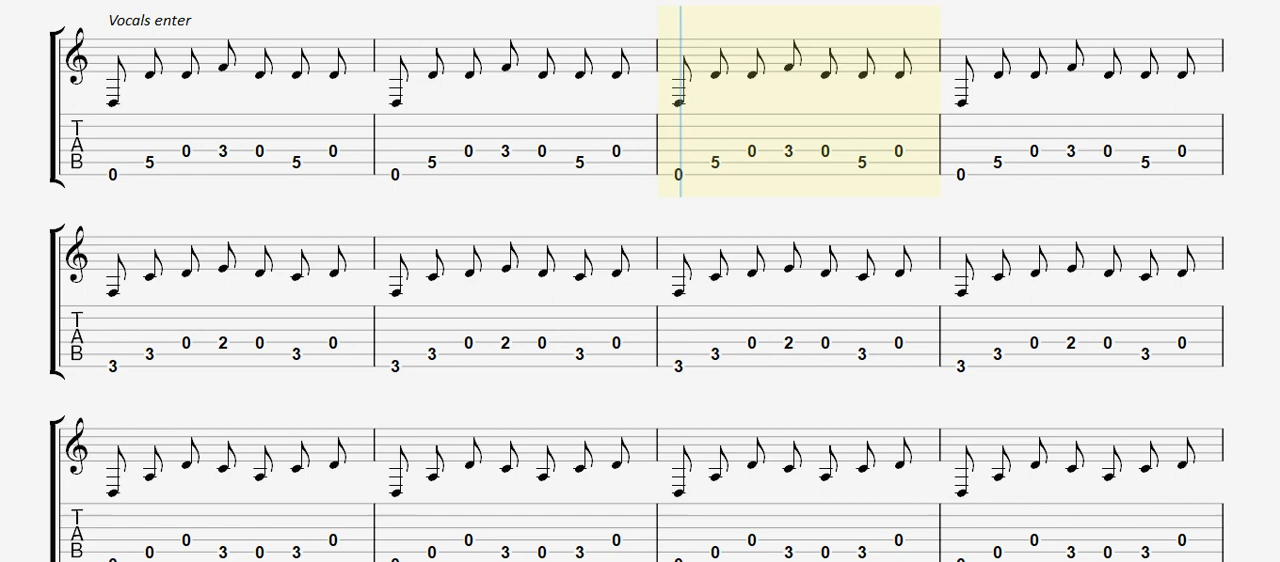 Vocals enter
T
A 0 3 0 0 0 3 0 0 0 3 0 0 0 3 0 0
B 5 5 5 5 5 5 5 5
0 0 0 0
T
A 0 2 0 0 0 2 0 0 0 2 0 0 0 2 0 0
B 3 3 3 3 3 3 3 3
3 3 3 3
T
A 0 0 0 0 0 0 0 0
B 0 3 0 3 0 3 0 3 0 3 0 3 0 3 0 3